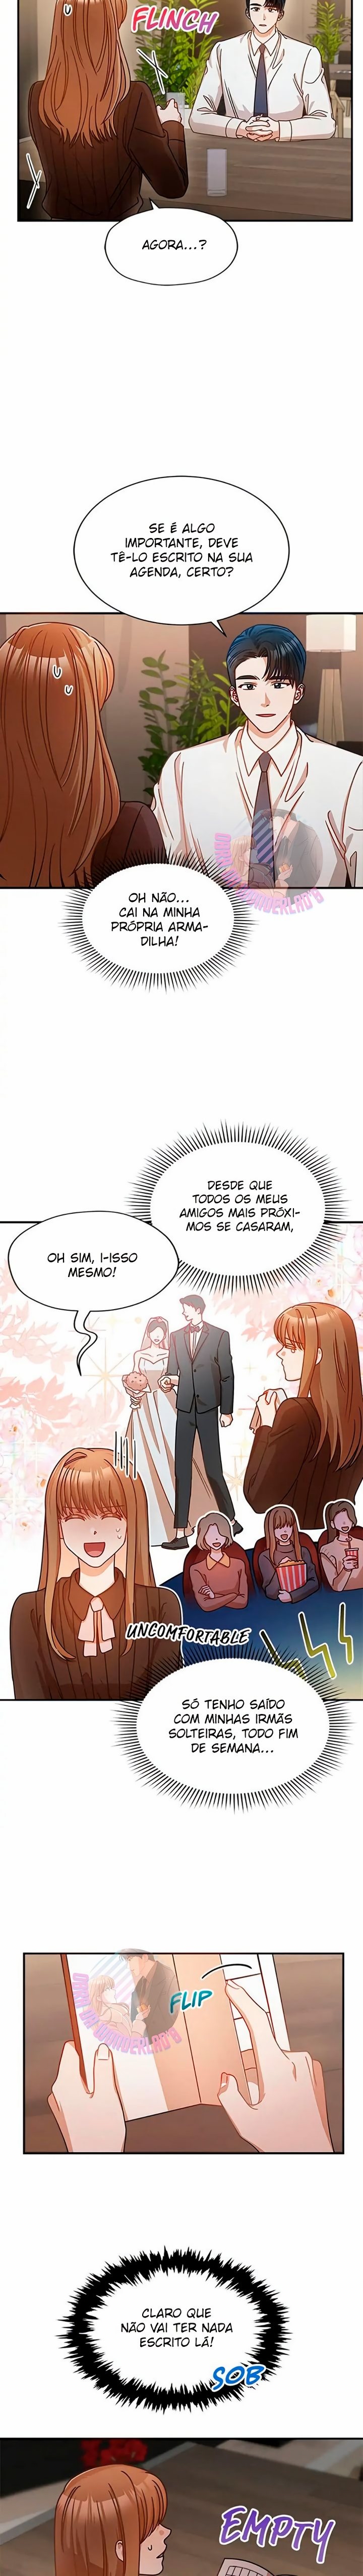 FLINCH
AGORA...?
SE É ALGO
IMPORTANTE, DEVE
TÊ-LO ESCRITO NA SUA
AGENDA, CERTO?
OH NÃO...
CAI NA MINHA
PRÓPRIA ARMA-
DILHA!
DESDE QUE
TODOS OS MEUS
AMIGOS MAIS PRÓXI-
MOS SE CASARAM,
OH SIM, I-ISSO
MESMO!
UNCOMFORTABLE
SÓ TENHO SAÍDO
COM MINHAS IRMÃS
SOLTEIRAS, TODO FIM
DE SEMANA...
FLIP
CLARO QUE
NÃO VAI TER NADA
ESCRITO LÁ!
SOB
EMPTY